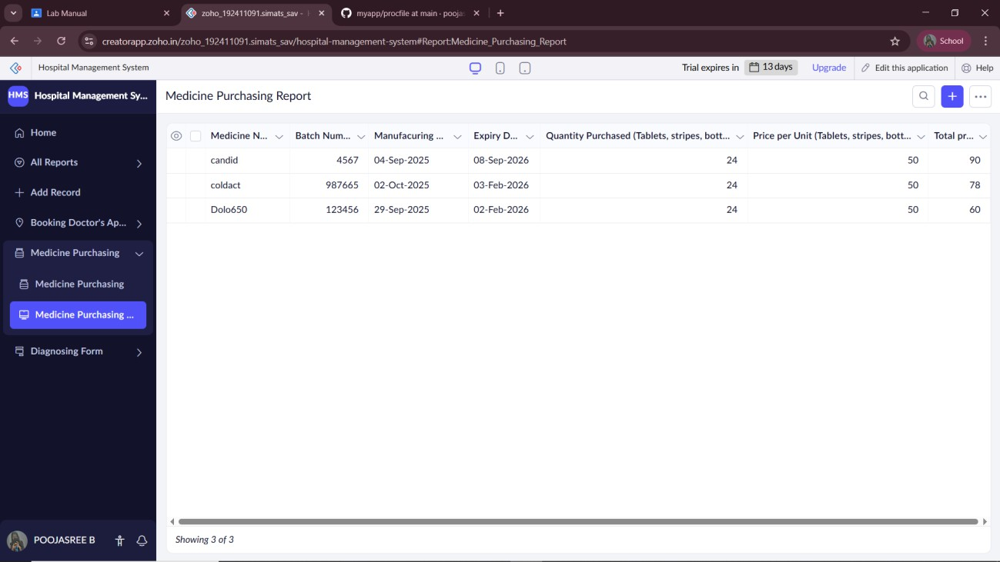 Lab Manual
zoho_192411091.simats_sav -
myapp/procfile at main · pooja
creatorapp.zoho.in/zoho_192411091.simats_sav/hospital-management-system#Report:Medicine_Purchasing_Report
School
Hospital Management System
Trial expires in 13 days Upgrade Edit this application Help
HMS Hospital Management Sy...
Medicine Purchasing Report
Home
All Reports
Add Record
Booking Doctor's Ap...
Medicine Purchasing
Medicine Purchasing
Medicine Purchasing ...
Diagnosing Form
POOJASREE B
Medicine N... Batch Num... Manufacuring ... Expiry D... Quantity Purchased (Tablets, stripes, bott... Price per Unit (Tablets, stripes, bott... Total pr...
candid 4567 04-Sep-2025 08-Sep-2026 24 50 90
coldact 987665 02-Oct-2025 03-Feb-2026 24 50 78
Dolo650 123456 29-Sep-2025 02-Feb-2026 24 50 60
Showing 3 of 3